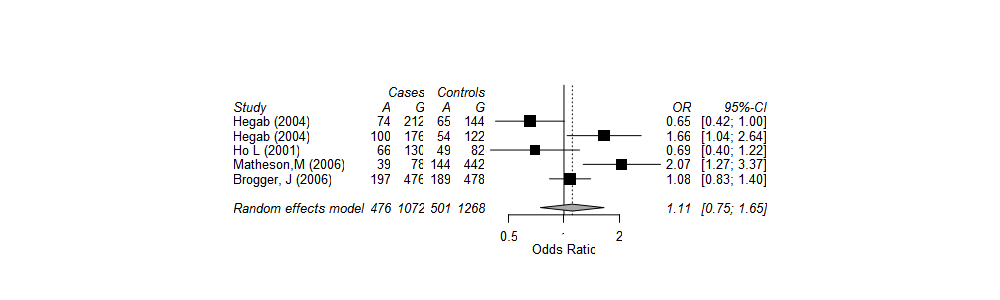 Cases Controls
Study A G A G OR 95%-CI
Hegab (2004) 74 212 65 144 0.65 [0.42; 1.00]
Hegab (2004) 100 176 54 122 1.66 [1.04; 2.64]
Ho L (2001) 66 130 49 82 0.69 [0.40; 1.22]
Matheson,M (2006) 39 78 144 442 2.07 [1.27; 3.37]
Brogger, J (2006) 197 476 189 478 1.08 [0.83; 1.40]
Random effects model 476 1072 501 1268 1.11 [0.75; 1.65]
0.5 1 2
Odds Ratio